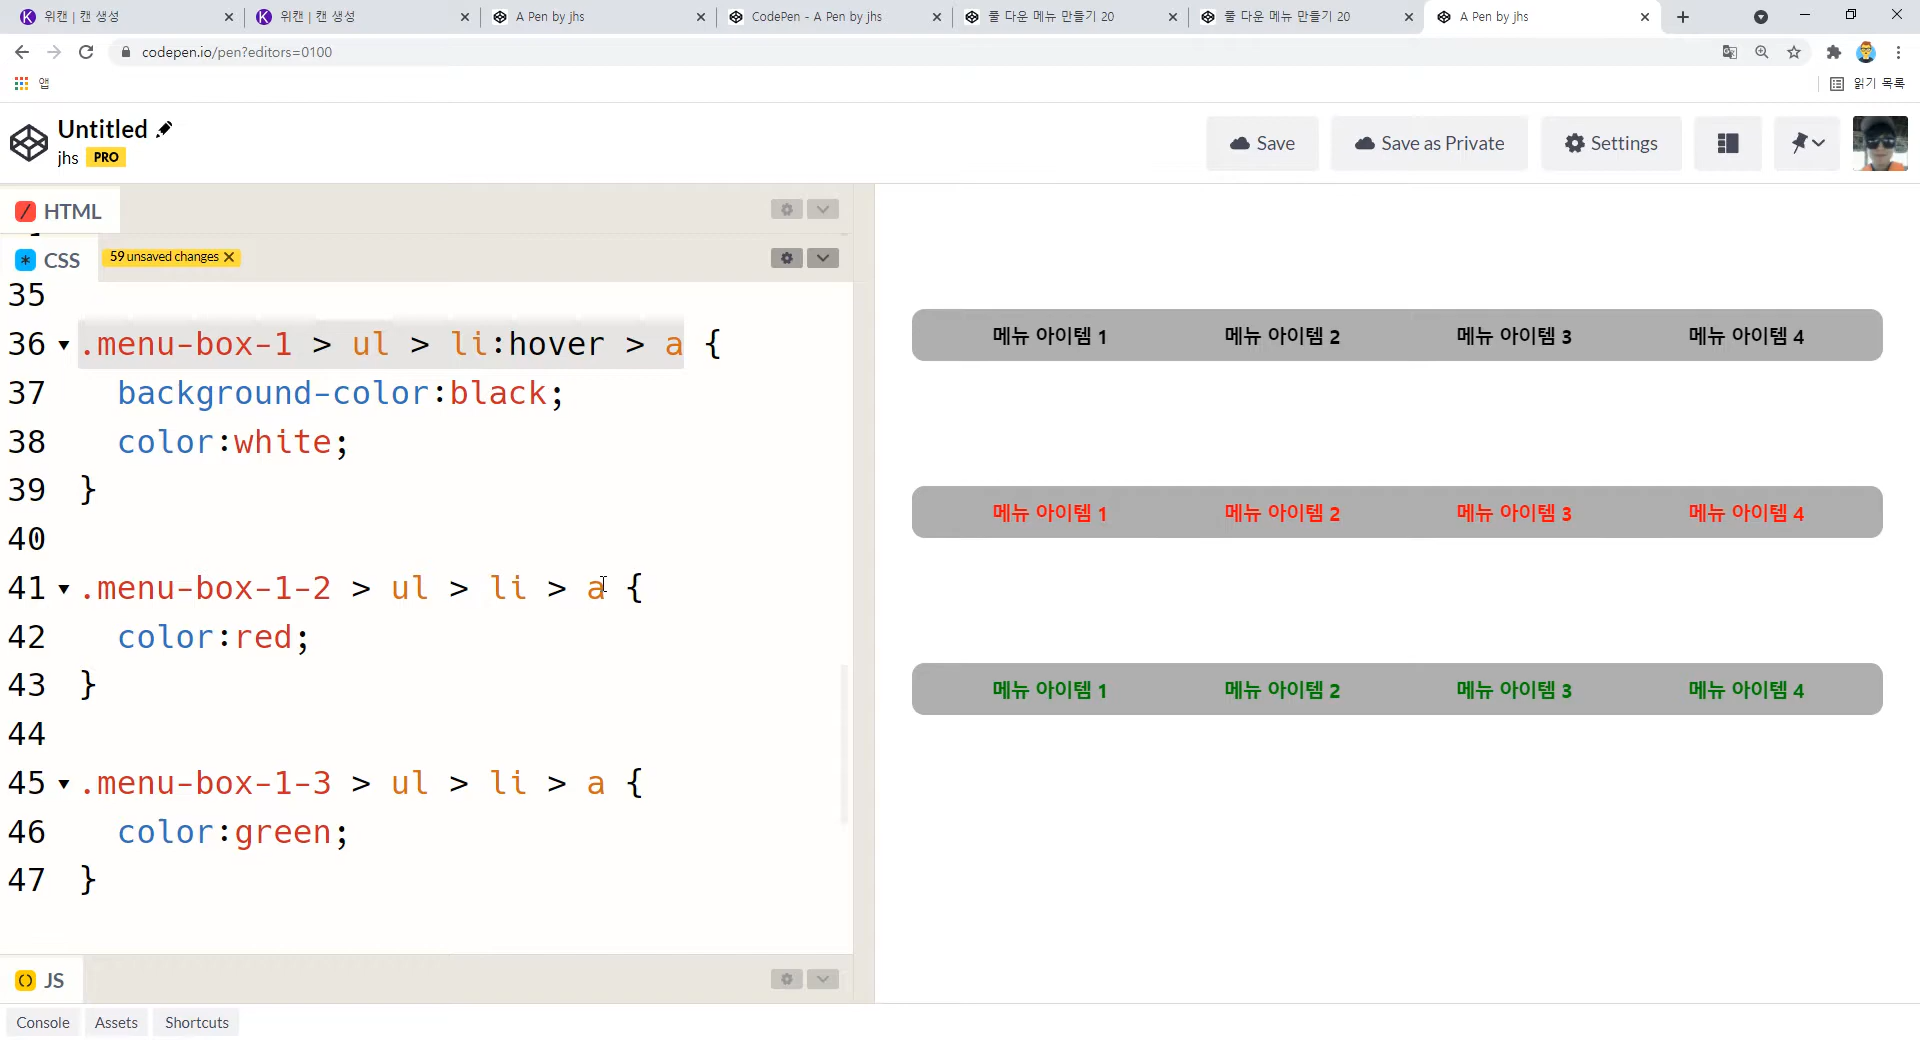 위캔 | 캔 생성
위캔 | 캔 생성
A Pen by jhs
CodePen - A Pen by jhs
풀 다운 메뉴 만들기 20
풀 다운 메뉴 만들기 20
A Pen by jhs
codepen.io/pen?editors=0100
앱
읽기 목록
Untitled
jhs PRO
Save
Save as Private
Settings
HTML
CSS
59 unsaved changes
35
36 .menu-box-1 > ul > li:hover > a {
37 background-color:black;
38 color:white;
39 }
40
41 .menu-box-1-2 > ul > li > a {
42 color:red;
43 }
44
45 .menu-box-1-3 > ul > li > a {
46 color:green;
47 }
JS
Console
Assets
Shortcuts
메뉴 아이템 1 메뉴 아이템 2 메뉴 아이템 3 메뉴 아이템 4
메뉴 아이템 1 메뉴 아이템 2 메뉴 아이템 3 메뉴 아이템 4
메뉴 아이템 1 메뉴 아이템 2 메뉴 아이템 3 메뉴 아이템 4